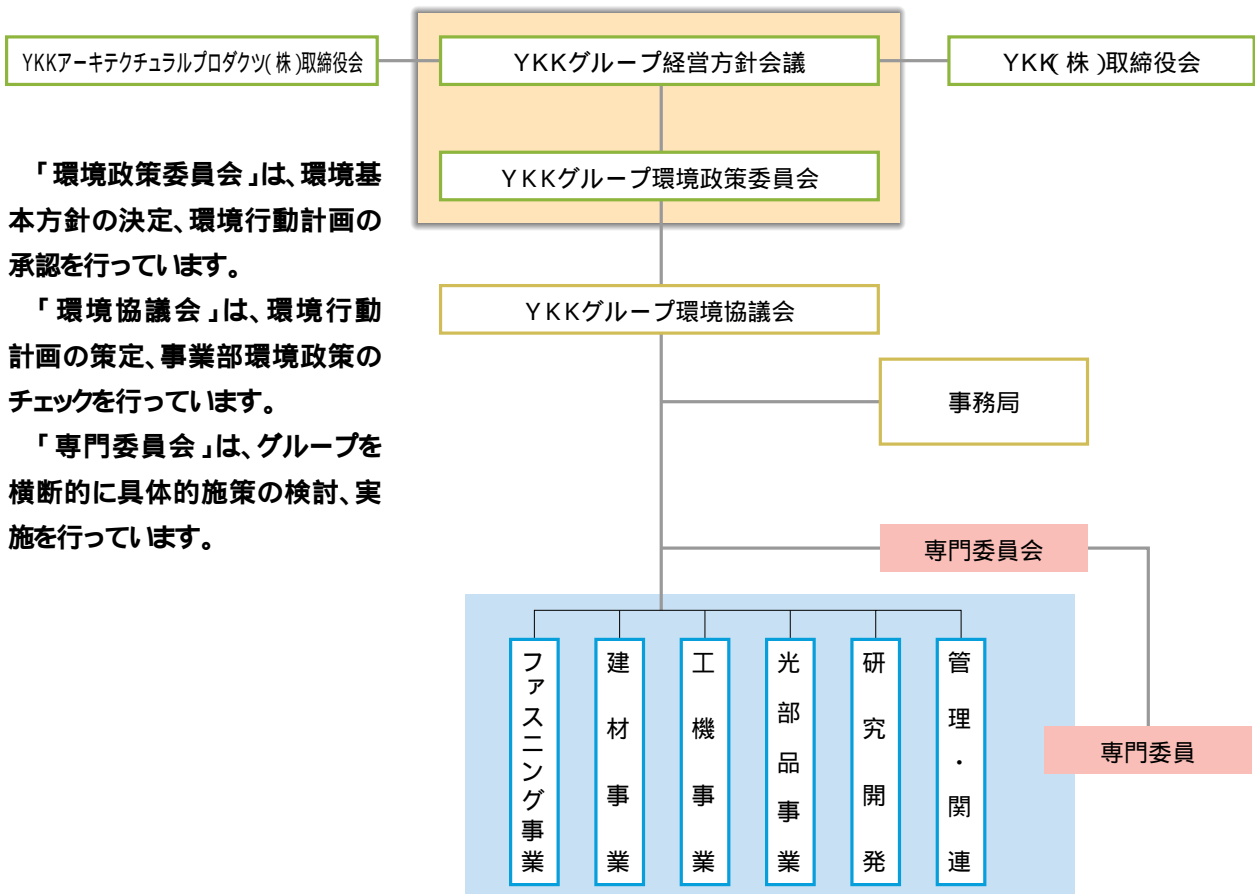 YKKアーキテクチュラルプロダクツ(株)取締役会
YKKグループ経営方針会議
YKK(株)取締役会
YKKグループ環境政策委員会
「環境政策委員会」は、環境基
本方針の決定、環境行動計画の
承認を行っています。
「環境協議会」は、環境行動
計画の策定、事業部環境政策の
チェックを行っています。
「専門委員会」は、グループを
横断的に具体的施策の検討、実
施を行っています。
YKKグループ環境協議会
事務局
専門委員会
ファスニング事業
建材事業
工機事業
光部品事業
研究開発
管理・関連
専門委員